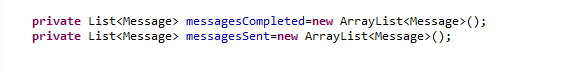 private List<Message> messagesCompleted=new ArrayList<Message>();
private List<Message> messagesSent=new ArrayList<Message>();